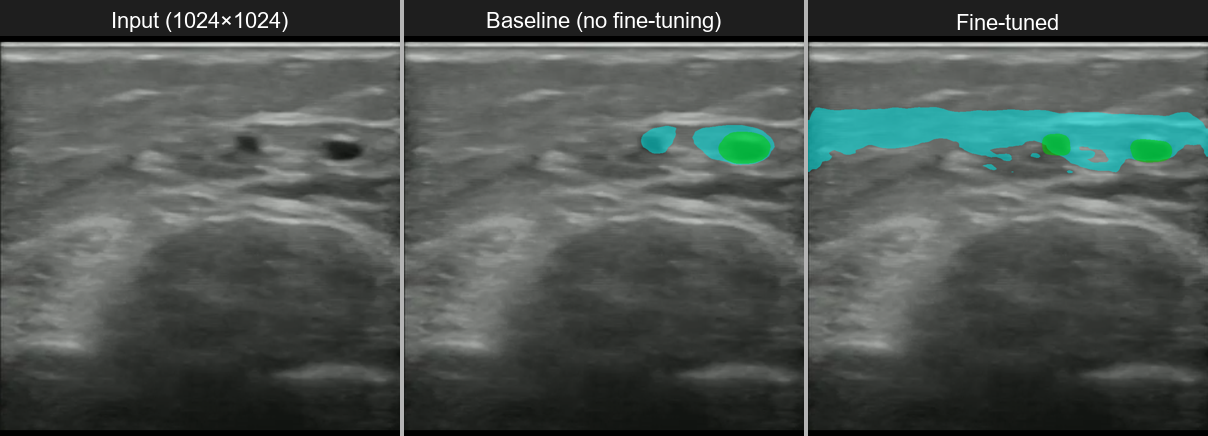 Input (1024×1024)
Baseline (no fine-tuning)
Fine-tuned